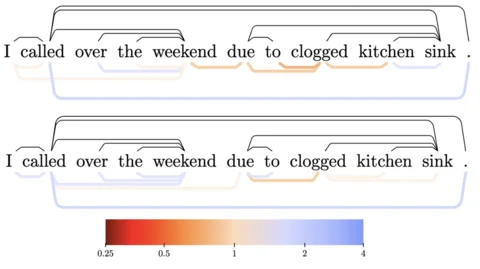 I called over the weekend due to clogged kitchen sink .
I called over the weekend due to clogged kitchen sink .
0.25 0.5 1 2 4